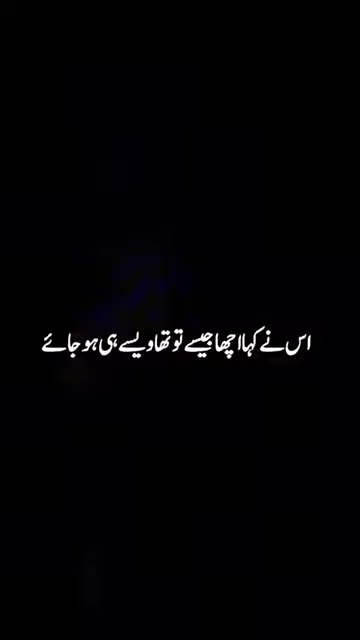 اس نے کہا اچھا جیسے تو تھا ویسے ہی ہو جائے